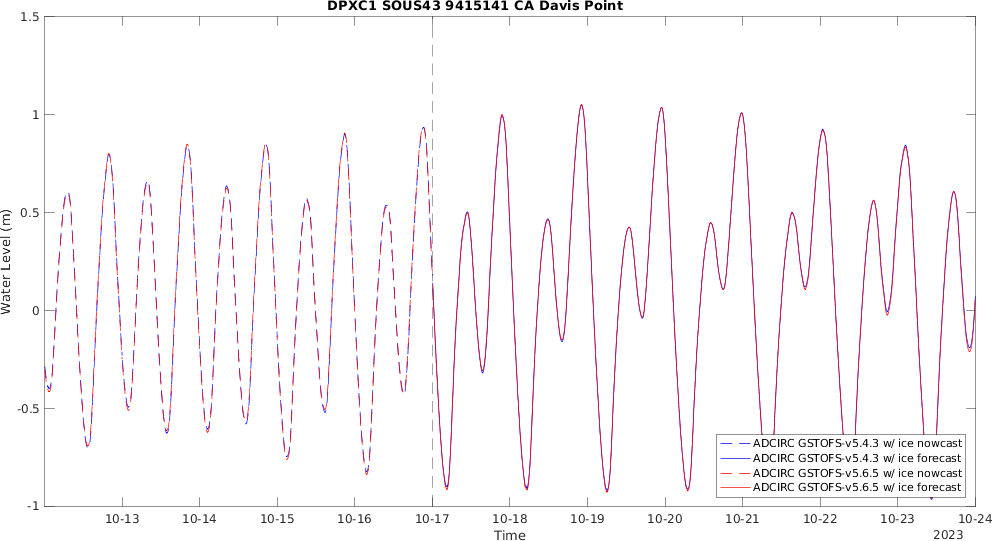 DPXC1 SOUS43 9415141 CA Davis Point
Water Level (m)
1.5
1
0.5
0
-0.5
-1
10-13 10-14 10-15 10-16 10-17 10-18 10-19 10-20 10-21 10-22 10-23 10-24
Time
2023
ADCIRC GSTOFS-v5.4.3 w/ ice nowcast
ADCIRC GSTOFS-v5.4.3 w/ ice forecast
ADCIRC GSTOFS-v5.6.5 w/ ice nowcast
ADCIRC GSTOFS-v5.6.5 w/ ice forecast